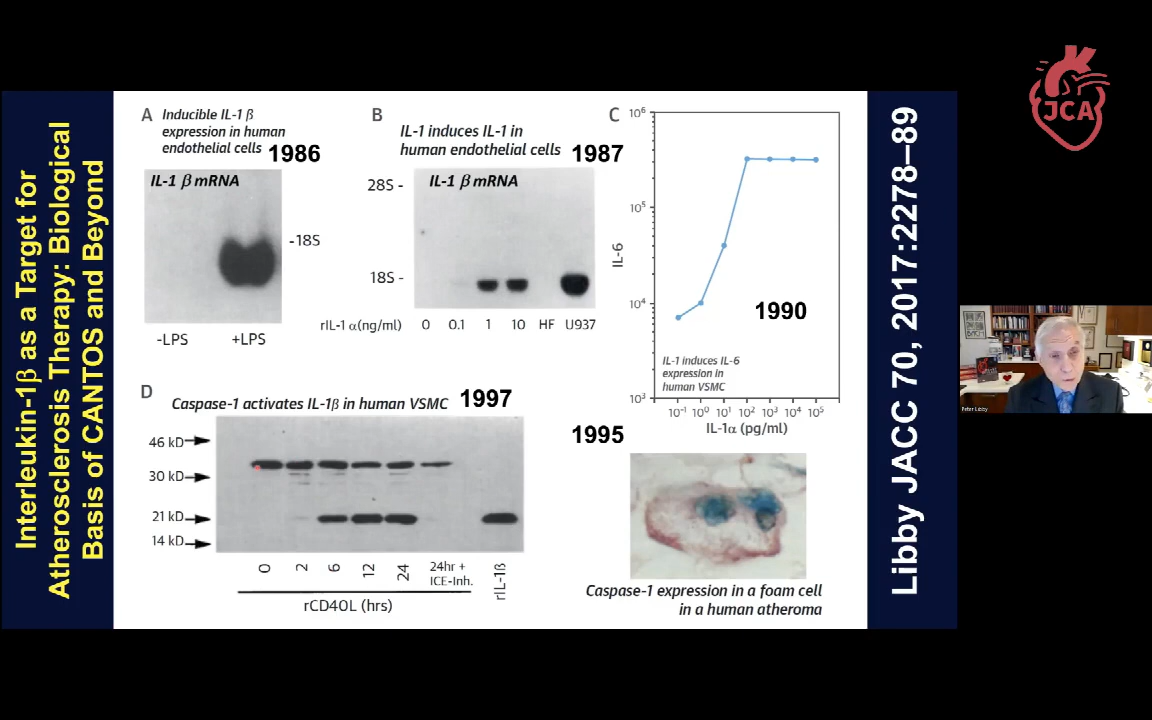 Interleukin-1β as a Target for
Atherosclerosis Therapy: Biological
Basis of CANTOS and Beyond
A
Inducible IL-1 β
expression in human
endothelial cells 1986
IL-1 β mRNA
-18S
-LPS +LPS
B
IL-1 induces IL-1 in
human endothelial cells 1987
28S -
IL-1 β mRNA
18S -
rIL-1 α(ng/ml) 0 0.1 1 10 HF U937
C
10⁶
10⁵
10⁴
10³
IL-6
1990
IL-1 induces IL-6
expression in
human VSMC
10⁻¹ 10⁰ 10¹ 10² 10³ 10⁴ 10⁵
IL-1α (pg/ml)
D
Caspase-1 activates IL-1β in human VSMC 1997
46 kD
30 kD
21 kD
14 kD
0 2 6 12 24 24hr +
ICE-Inh. rIL-1β
rCD40L (hrs)
1995
Caspase-1 expression in a foam cell
in a human atheroma
Libby JACC 70, 2017:2278–89
JCA
Peter Libby